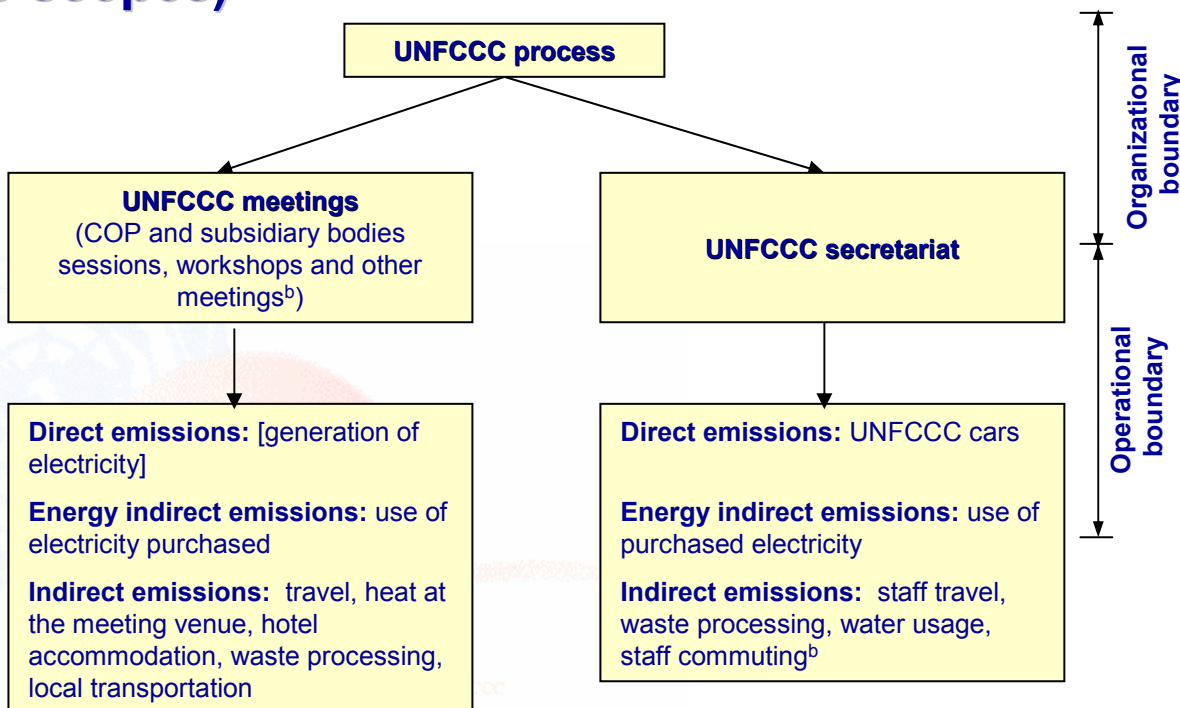 scopes)
UNFCCC process
Organizational
boundary
UNFCCC meetings
(COP and subsidiary bodies
sessions, workshops and other
meetingsᵇ)
UNFCCC secretariat
Operational
boundary
Direct emissions: [generation of
electricity]
Energy indirect emissions: use of
electricity purchased
Indirect emissions: travel, heat at
the meeting venue, hotel
accommodation, waste processing,
local transportation
Direct emissions: UNFCCC cars
Energy indirect emissions: use of
purchased electricity
Indirect emissions: staff travel,
waste processing, water usage,
staff commutingᵇ